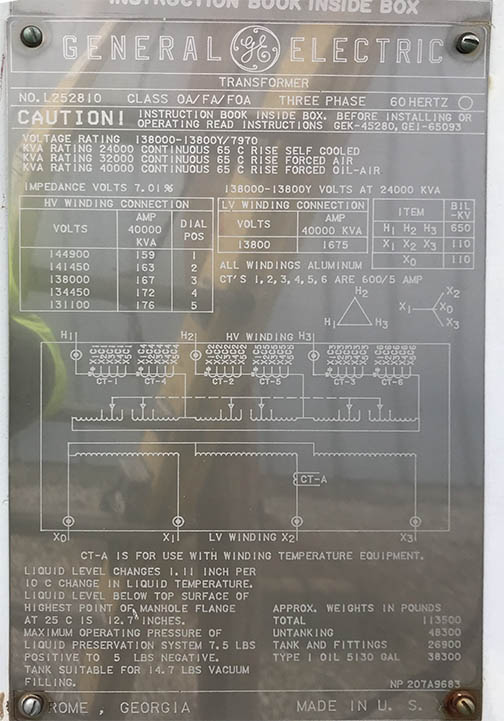 INSTRUCTION BOOK INSIDE BOX
GENERAL GE ELECTRIC
TRANSFORMER
NO. L252810 CLASS OA/FA/FOA THREE PHASE 60 HERTZ
CAUTION! INSTRUCTION BOOK INSIDE BOX. BEFORE INSTALLING OR
OPERATING READ INSTRUCTIONS GEK-45280, GEI-65093
VOLTAGE RATING 138000-13800Y/7970
KVA RATING 24000 CONTINUOUS 65 C RISE SELF COOLED
KVA RATING 32000 CONTINUOUS 65 C RISE FORCED AIR
KVA RATING 40000 CONTINUOUS 65 C RISE FORCED OIL-AIR
IMPEDANCE VOLTS 7.01% 138000-13800Y VOLTS AT 24000 KVA
HV WINDING CONNECTION
VOLTS AMP 40000 KVA DIAL POS
144900 159 1
141450 163 2
138000 167 3
134450 172 4
131100 176 5
LV WINDING CONNECTION
VOLTS AMP 40000 KVA
13800 1675
ITEM BIL -KV
H1 H2 H3 650
X1 X2 X3 110
X0 110
ALL WINDINGS ALUMINUM
CT'S 1,2,3,4,5,6 ARE 600/5 AMP
H2
H1 H3
X2
X1 X0
X3
H1 H2 HV WINDING H3
CT-1 CT-4 CT-2 CT-5 CT-3 CT-6
CT-A
X0 X1 LV WINDING X2 X3
CT-A IS FOR USE WITH WINDING TEMPERATURE EQUIPMENT.
LIQUID LEVEL CHANGES 1.11 INCH PER
10 C CHANGE IN LIQUID TEMPERATURE.
LIQUID LEVEL BELOW TOP SURFACE OF
HIGHEST POINT OF MANHOLE FLANGE
AT 25 C IS 12.7 INCHES.
MAXIMUM OPERATING PRESSURE OF
LIQUID PRESERVATION SYSTEM 7.5 LBS
POSITIVE TO 5 LBS NEGATIVE.
TANK SUITABLE FOR 14.7 LBS VACUUM
FILLING.
APPROX. WEIGHTS IN POUNDS
TOTAL 113500
UNTANKING 48300
TANK AND FITTINGS 26900
TYPE 1 OIL 5130 GAL 38300
NP 207A9683
ROME, GEORGIA MADE IN U. S.